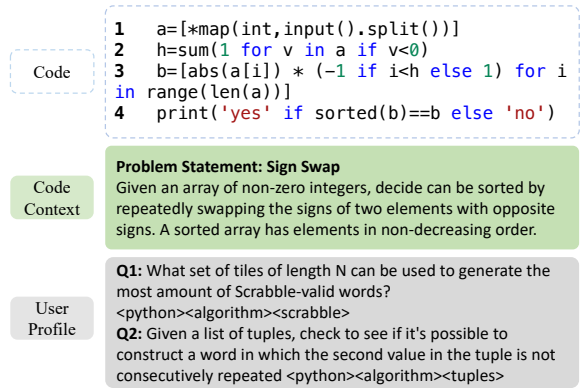 Code
1 a=[*map(int,input().split())]
2 h=sum(1 for v in a if v<0)
3 b=[abs(a[i]) * (-1 if i<h else 1) for i
in range(len(a))]
4 print('yes' if sorted(b)==b else 'no')
Code
Context
Problem Statement: Sign Swap
Given an array of non-zero integers, decide can be sorted by
repeatedly swapping the signs of two elements with opposite
signs. A sorted array has elements in non-decreasing order.
User
Profile
Q1: What set of tiles of length N can be used to generate the
most amount of Scrabble-valid words?
<python><algorithm><scrabble>
Q2: Given a list of tuples, check to see if it's possible to
construct a word in which the second value in the tuple is not
consecutively repeated <python><algorithm><tuples>